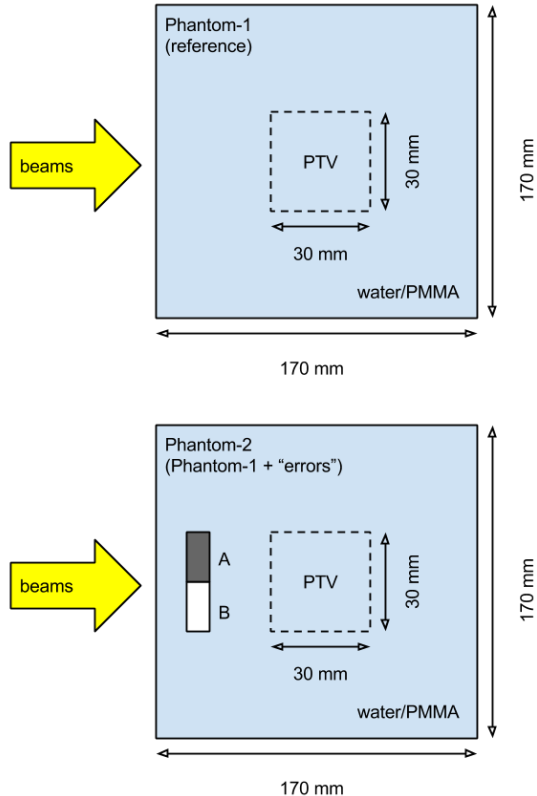 Phantom-1
(reference)
beams
PTV
30 mm
30 mm
170 mm
water/PMMA
170 mm
Phantom-2
(Phantom-1 + “errors”)
beams
A
B
PTV
30 mm
30 mm
170 mm
water/PMMA
170 mm